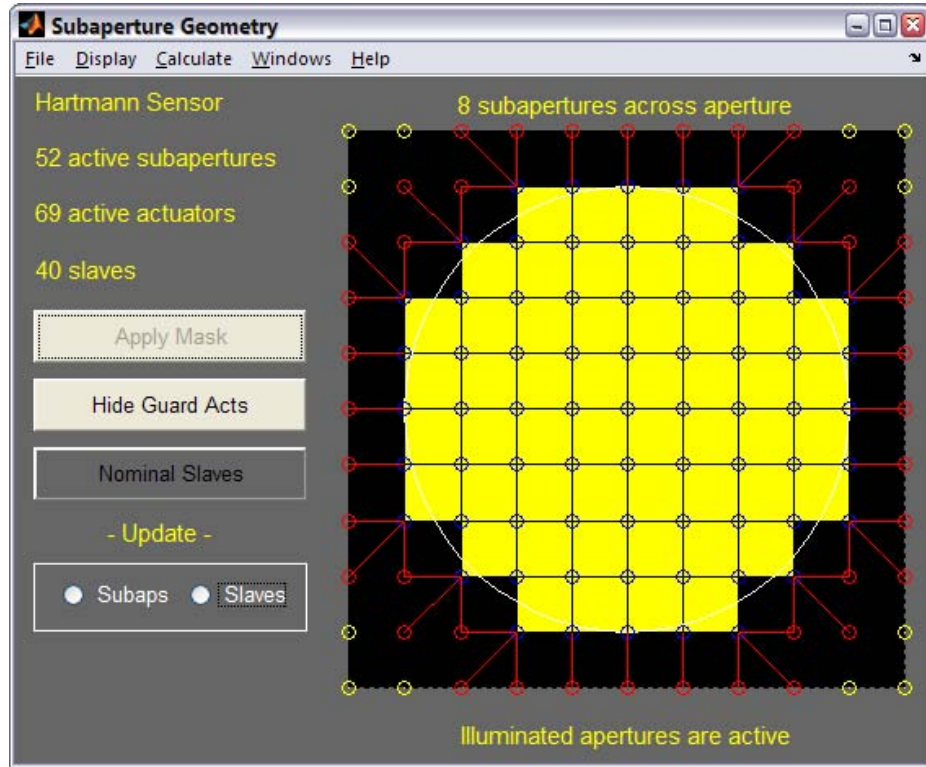 Subaperture Geometry
File Display Calculate Windows Help
Hartmann Sensor
8 subapertures across aperture
52 active subapertures
69 active actuators
40 slaves
Apply Mask
Hide Guard Acts
Nominal Slaves
- Update -
Subaps Slaves
Illuminated apertures are active